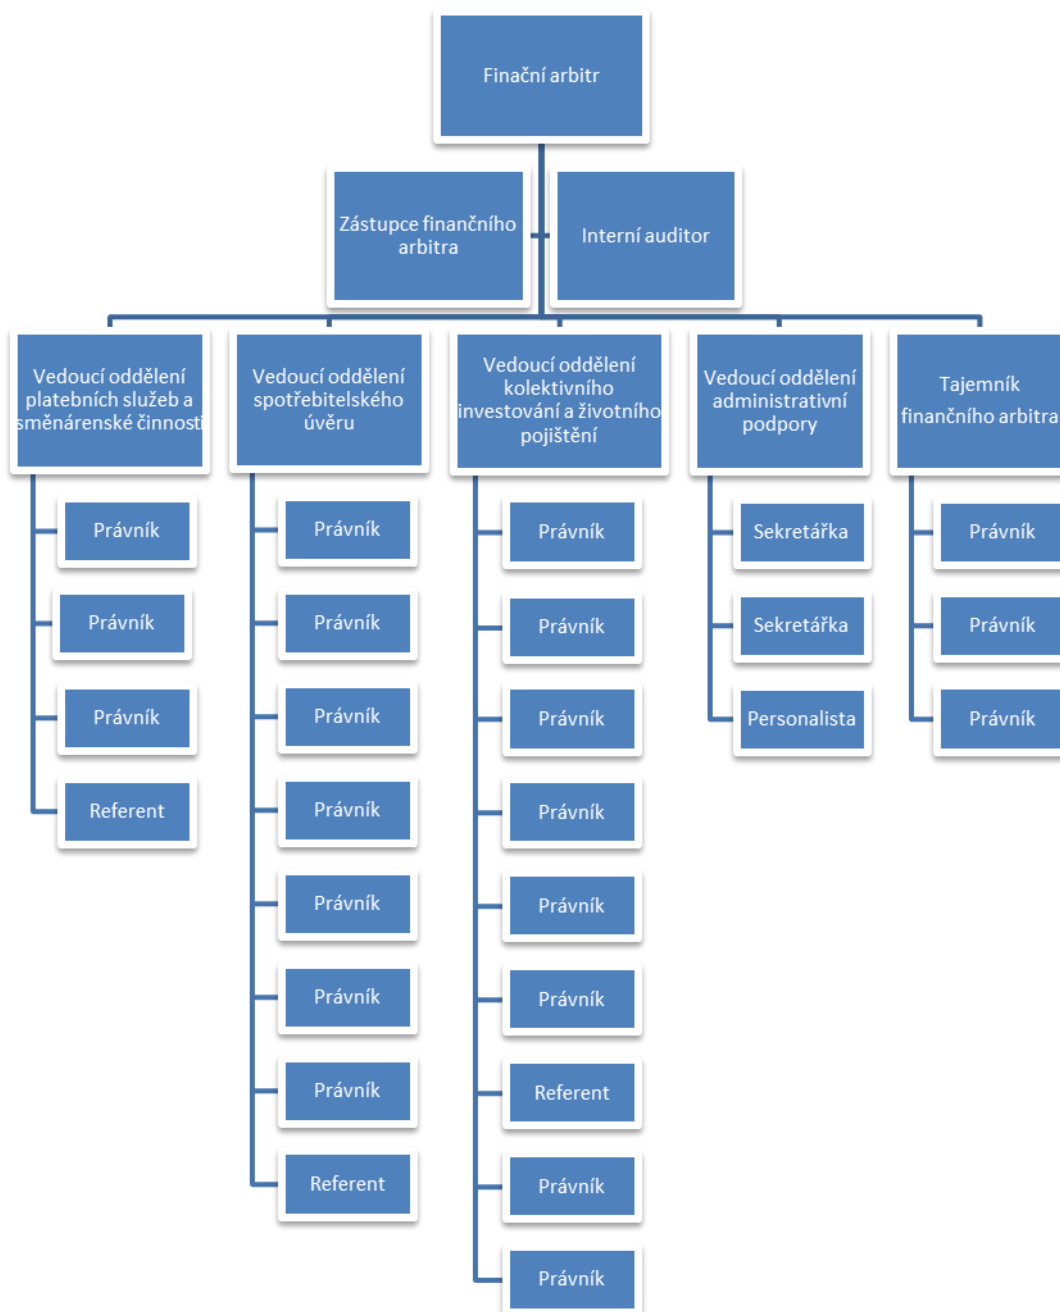 Finační arbitr
Zástupce finančního
arbitra
Interní auditor
Vedoucí oddělení
platebních služeb a
směnárenské činnosti
Právník
Právník
Právník
Referent
Vedoucí oddělení
spotřebitelského
úvěru
Právník
Právník
Právník
Právník
Právník
Právník
Právník
Referent
Vedoucí oddělení
kolektivního
investování a životního
pojištění
Právník
Právník
Právník
Právník
Právník
Právník
Referent
Právník
Právník
Vedoucí oddělení
administrativní
podpory
Sekretářka
Sekretářka
Personalista
Tajemník
finančního arbitra
Právník
Právník
Právník